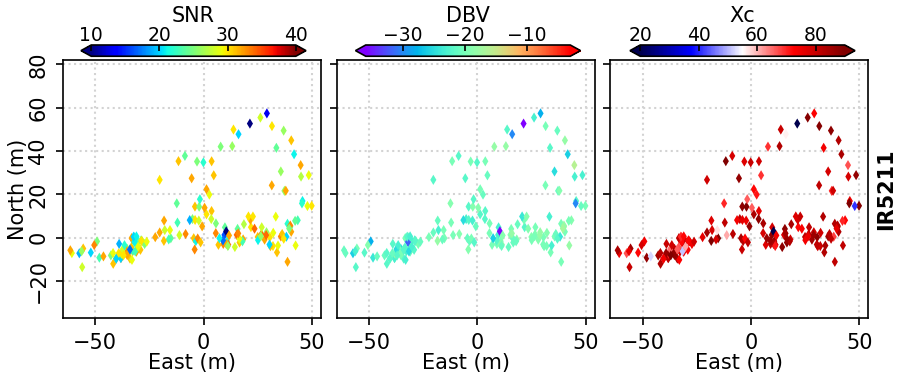 SNR DBV Xc
10 20 30 40 −30 −20 −10 20 40 60 80
80
60
40
20
0
−20
North (m)
−50 0 50 −50 0 50 −50 0 50
East (m) East (m) East (m)
IR5211